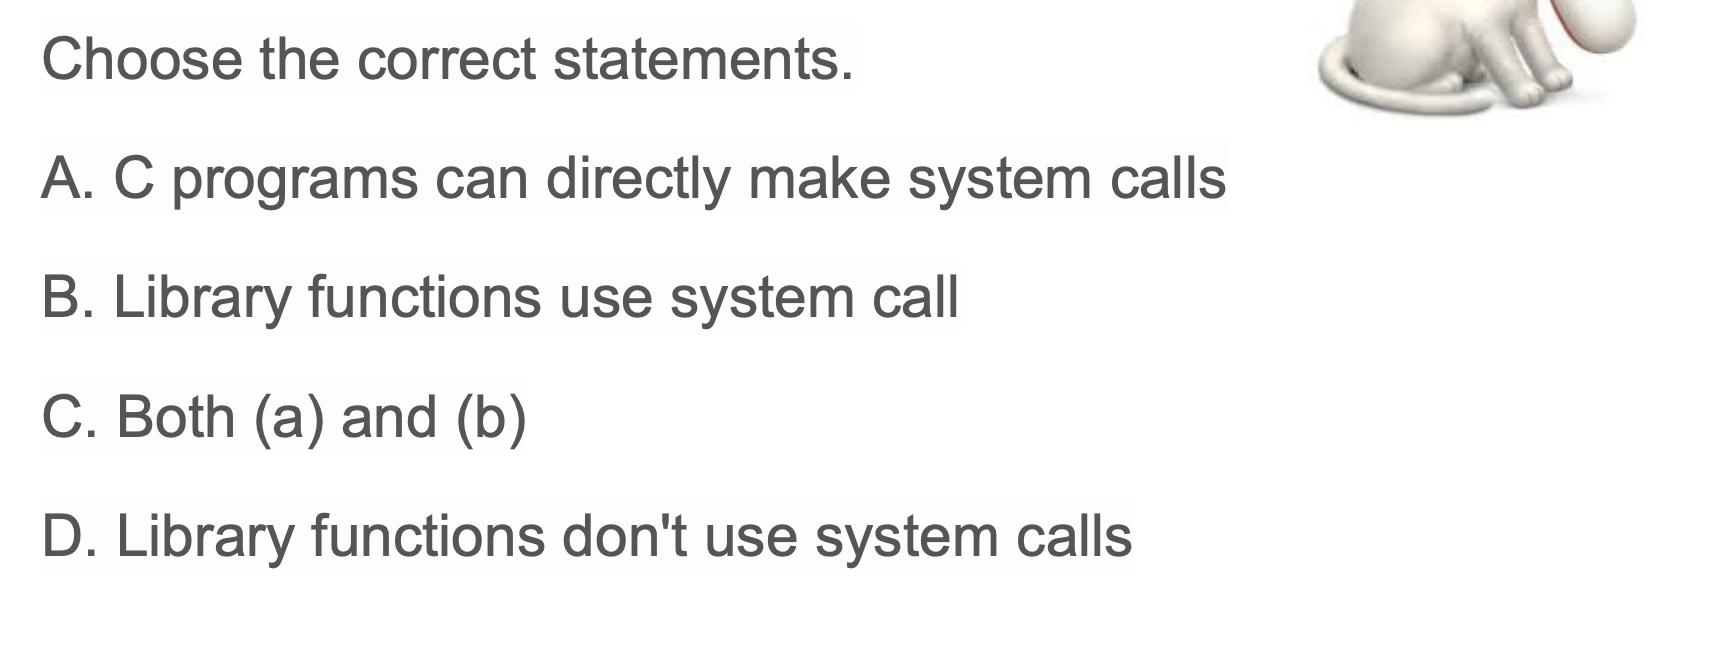 Choose the correct statements.
A. C programs can directly make system calls
B. Library functions use system call
C. Both (a) and (b)
D. Library functions don't use system calls